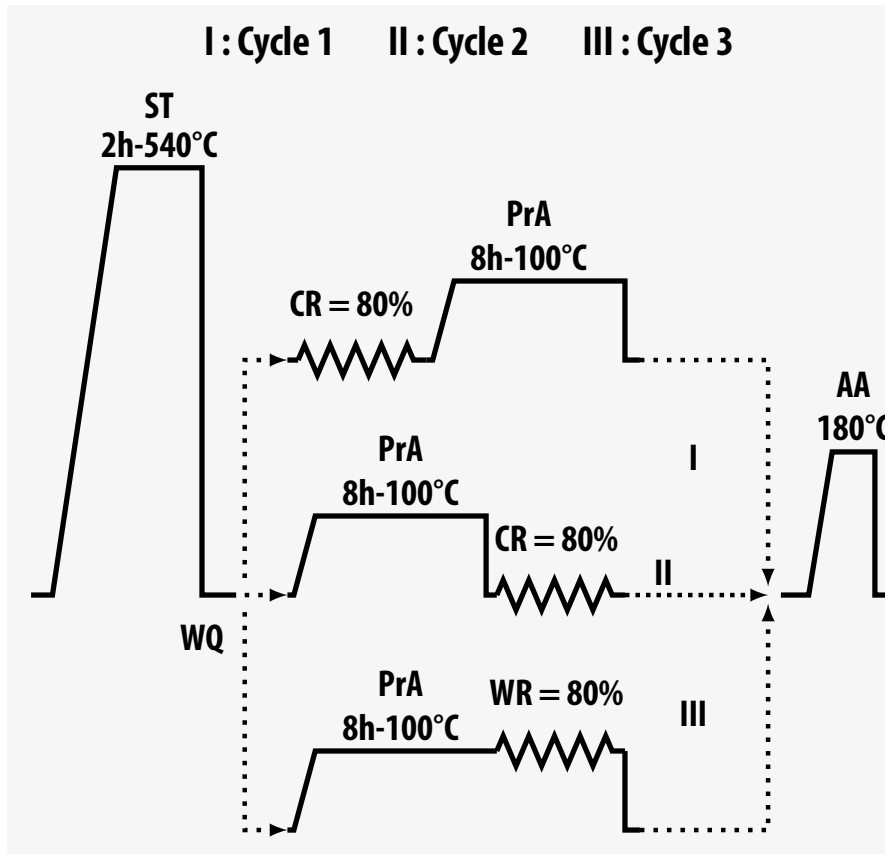 I : Cycle 1 II : Cycle 2 III : Cycle 3
ST
2h-540°C
PrA
8h-100°C
CR = 80%
AA
180°C
I
PrA
8h-100°C
CR = 80%
II
WQ
PrA
8h-100°C
WR = 80%
III